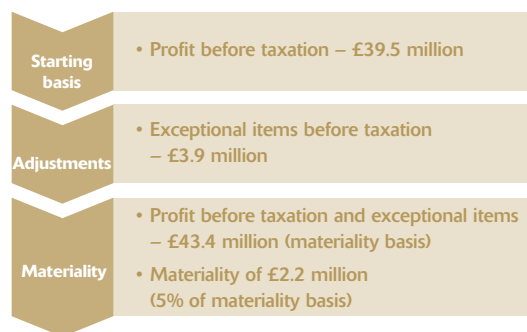 Starting
basis
• Profit before taxation – £39.5 million
Adjustments
• Exceptional items before taxation
– £3.9 million
Materiality
• Profit before taxation and exceptional items
– £43.4 million (materiality basis)
• Materiality of £2.2 million
(5% of materiality basis)